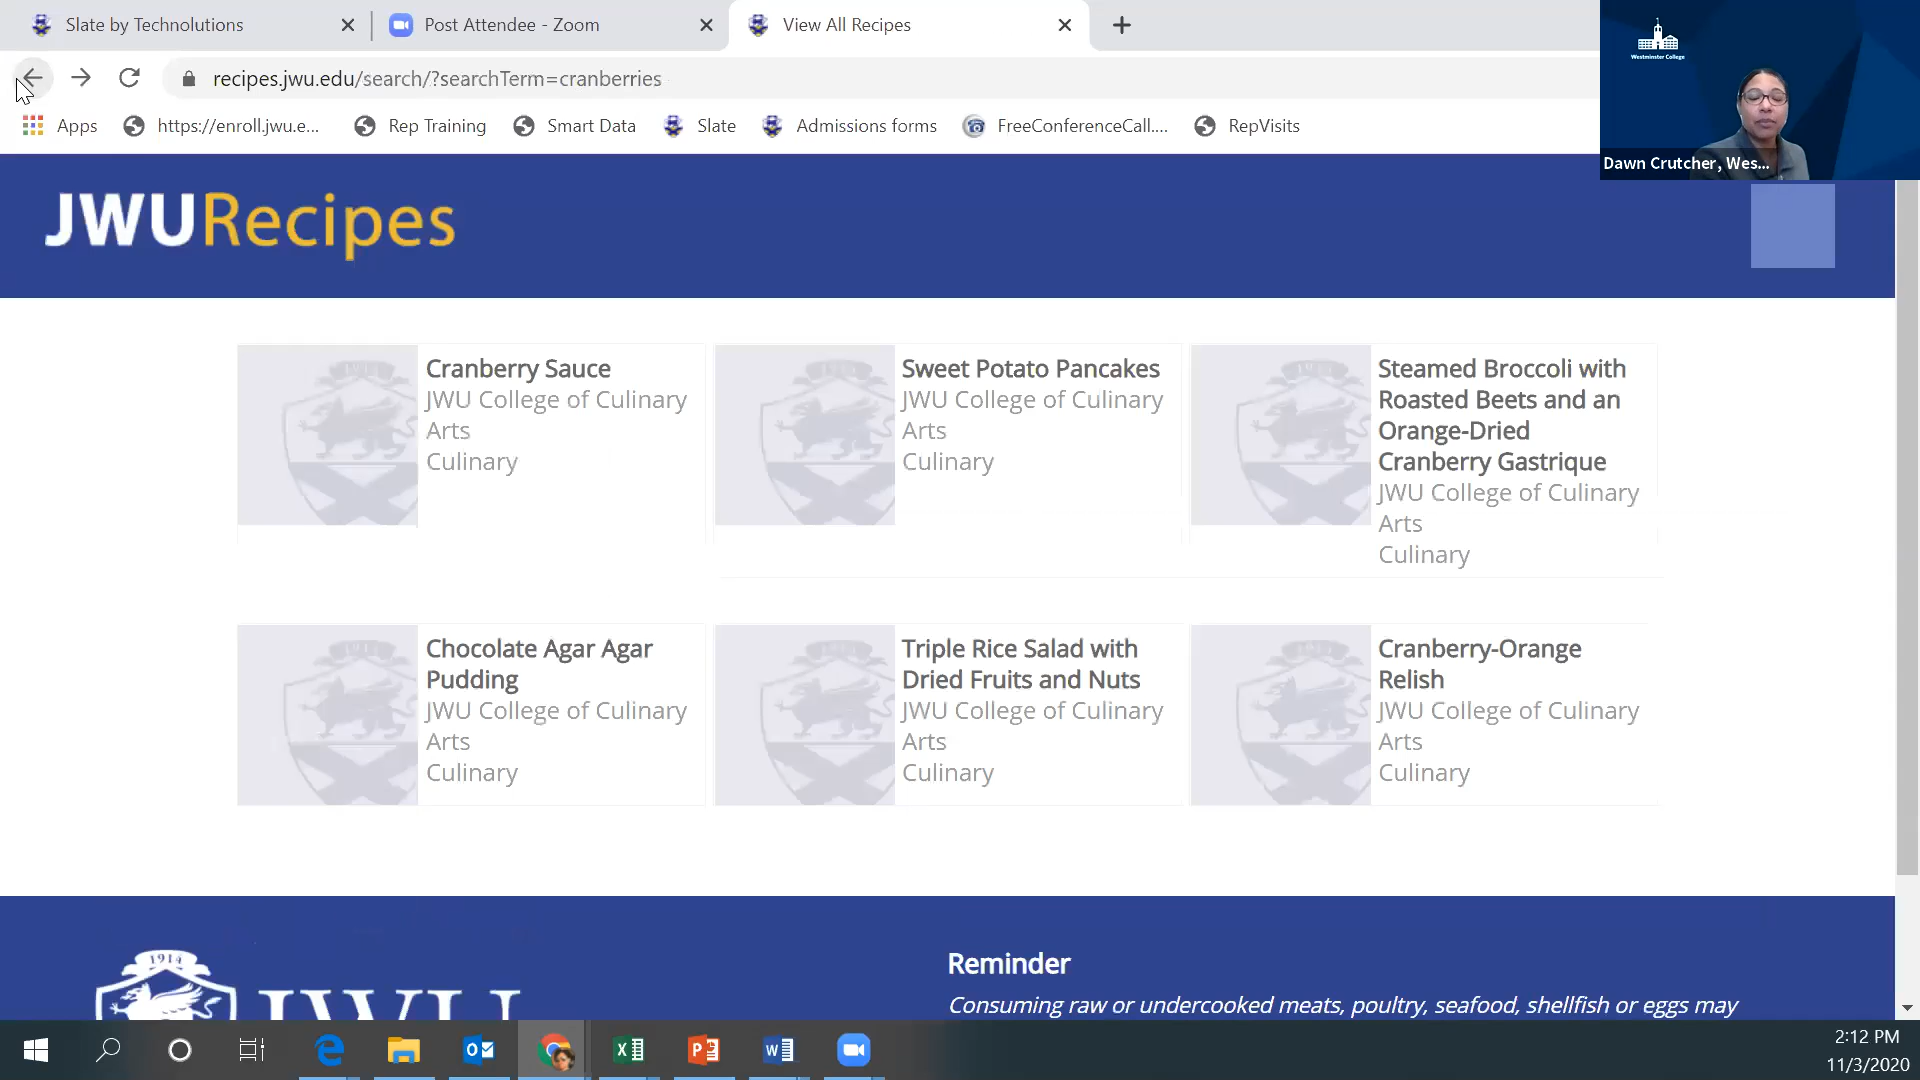 Slate by Technolutions
Post Attendee - Zoom
View All Recipes
recipes.jwu.edu/search/?searchTerm=cranberries
Apps
https://enroll.jwu.e...
Rep Training
Smart Data
Slate
Admissions forms
FreeConferenceCall....
RepVisits
Westminster College
Dawn Crutcher, Wes...
JWURecipes
Cranberry Sauce
JWU College of Culinary
Arts
Culinary
Sweet Potato Pancakes
JWU College of Culinary
Arts
Culinary
Steamed Broccoli with
Roasted Beets and an
Orange-Dried
Cranberry Gastrique
JWU College of Culinary
Arts
Culinary
Chocolate Agar Agar
Pudding
JWU College of Culinary
Arts
Culinary
Triple Rice Salad with
Dried Fruits and Nuts
JWU College of Culinary
Arts
Culinary
Cranberry-Orange
Relish
JWU College of Culinary
Arts
Culinary
1914
JWU
Reminder
Consuming raw or undercooked meats, poultry, seafood, shellfish or eggs may
2:12 PM
11/3/2020